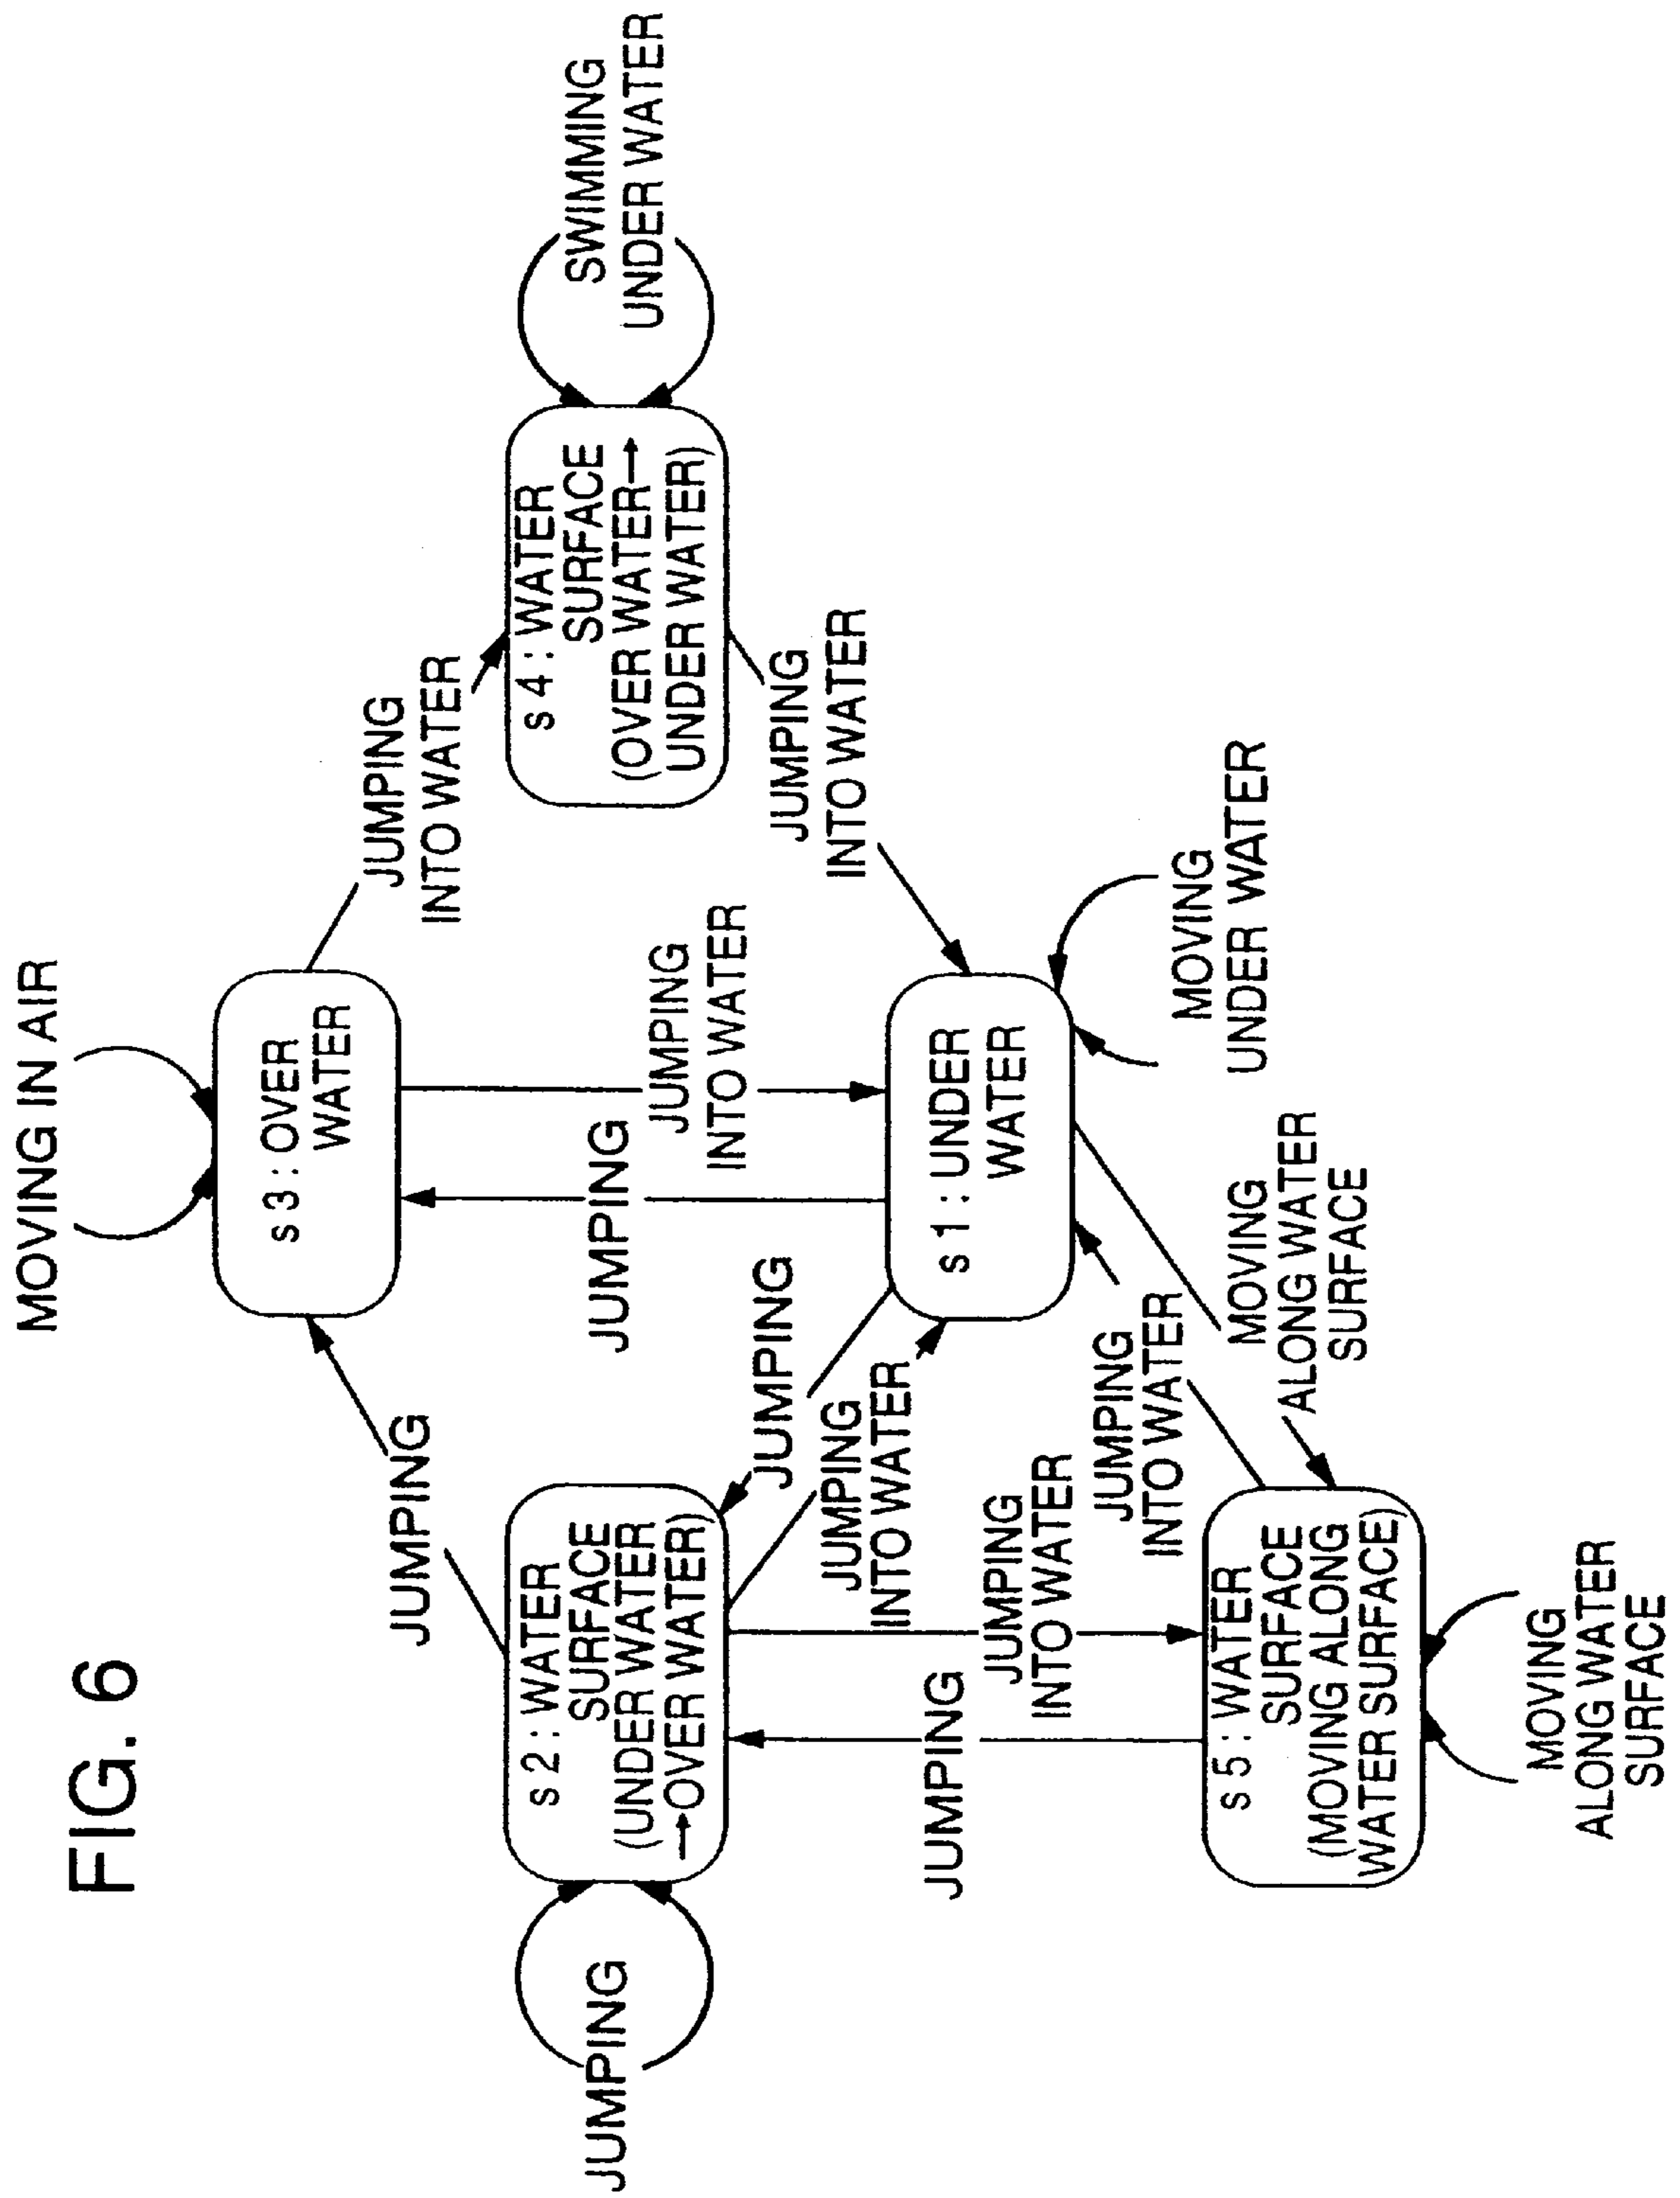 FIG. 6
MOVING IN AIR
s 3 : OVER
WATER
JUMPING
JUMPING
INTO WATER
JUMPING
s 2 : WATER
SURFACE
(UNDER WATER
→OVER WATER)
JUMPING
JUMPING
INTO WATER
s 4 : WATER
SURFACE
(OVER WATER→
UNDER WATER)
SWIMMING
UNDER WATER
JUMPING
JUMPING
INTO WATER
JUMPING
INTO WATER
JUMPING
JUMPING
INTO WATER
s 1 : UNDER
WATER
JUMPING
INTO WATER
MOVING
ALONG WATER
SURFACE
MOVING
UNDER WATER
s 5 : WATER
SURFACE
(MOVING ALONG
WATER SURFACE)
MOVING
ALONG WATER
SURFACE